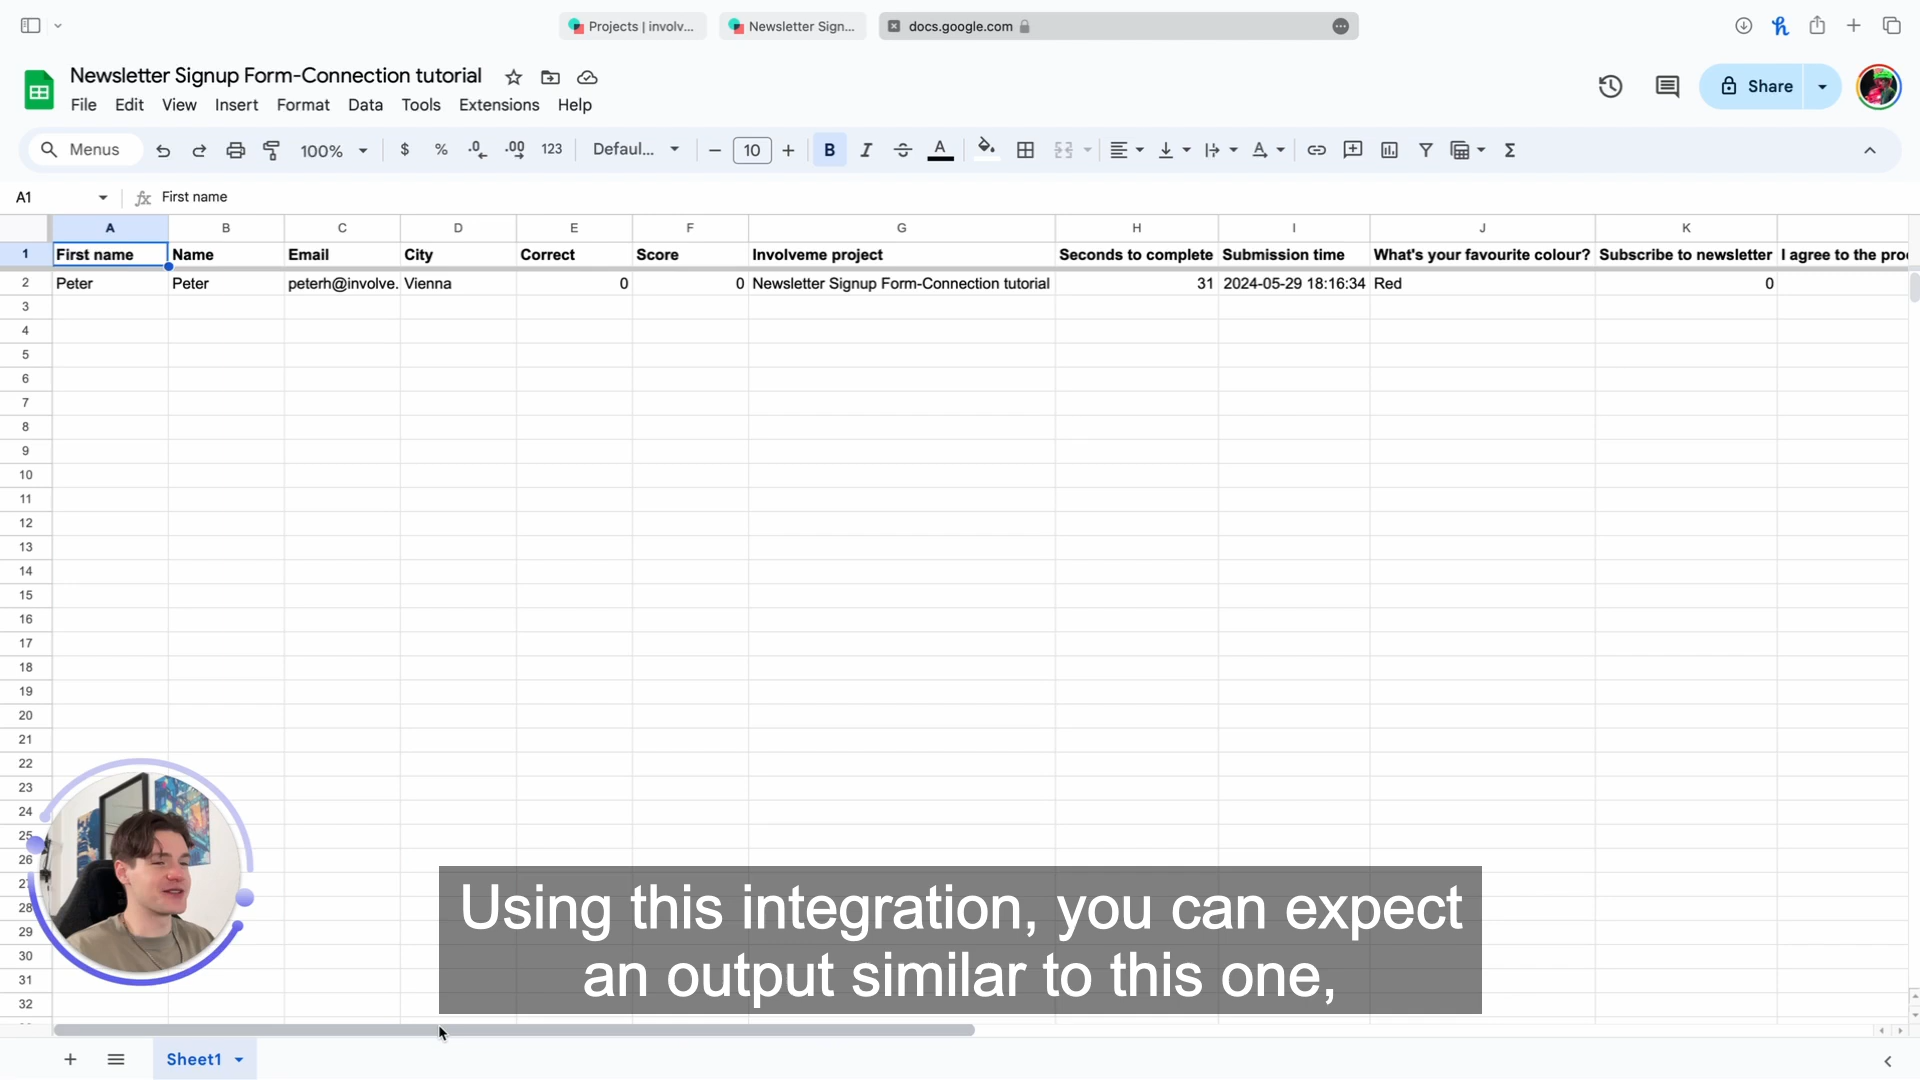 Projects | involv...
Newsletter Sign...
docs.google.com
Newsletter Signup Form-Connection tutorial
File Edit View Insert Format Data Tools Extensions Help
Share
Menus 100% $ % .0 .00 123 Defaul... 10 B I A
A1 fx First name
A B C D E F G H I J K
1 First name Name Email City Correct Score Involveme project Seconds to complete Submission time What's your favourite colour? Subscribe to newsletter I agree to the pro
2 Peter Peter peterh@involve. Vienna 0 0 Newsletter Signup Form-Connection tutorial 31 2024-05-29 18:16:34 Red 0
3
4
5
6
7
8
9
10
11
12
13
14
15
16
17
18
19
20
21
22
23
24
25
26
27
28
29
30
31
32
Using this integration, you can expect
an output similar to this one,
Sheet1